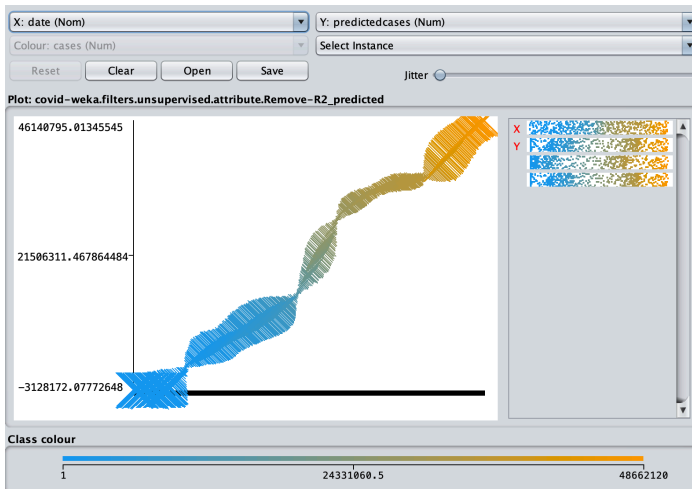 X: date (Nom)
Y: predictedcases (Num)
Colour: cases (Num)
Select Instance
Reset
Clear
Open
Save
Jitter
Plot: covid-weka.filters.unsupervised.attribute.Remove-R2_predicted
46140795.01345545
21506311.467864484
-3128172.07772648
X
Y
Class colour
1
24331060.5
48662120